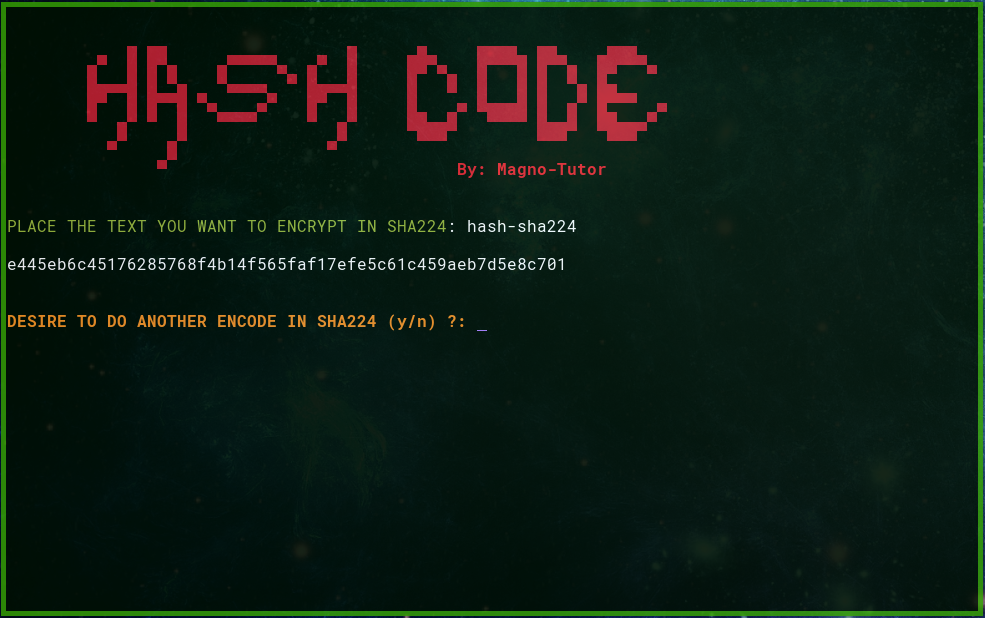 HASH CODE
By: Magno-Tutor
PLACE THE TEXT YOU WANT TO ENCRYPT IN SHA224: hash-sha224
e445eb6c45176285768f4b14f565faf17efe5c61c459aeb7d5e8c701
DESIRE TO DO ANOTHER ENCODE IN SHA224 (y/n) ?: _